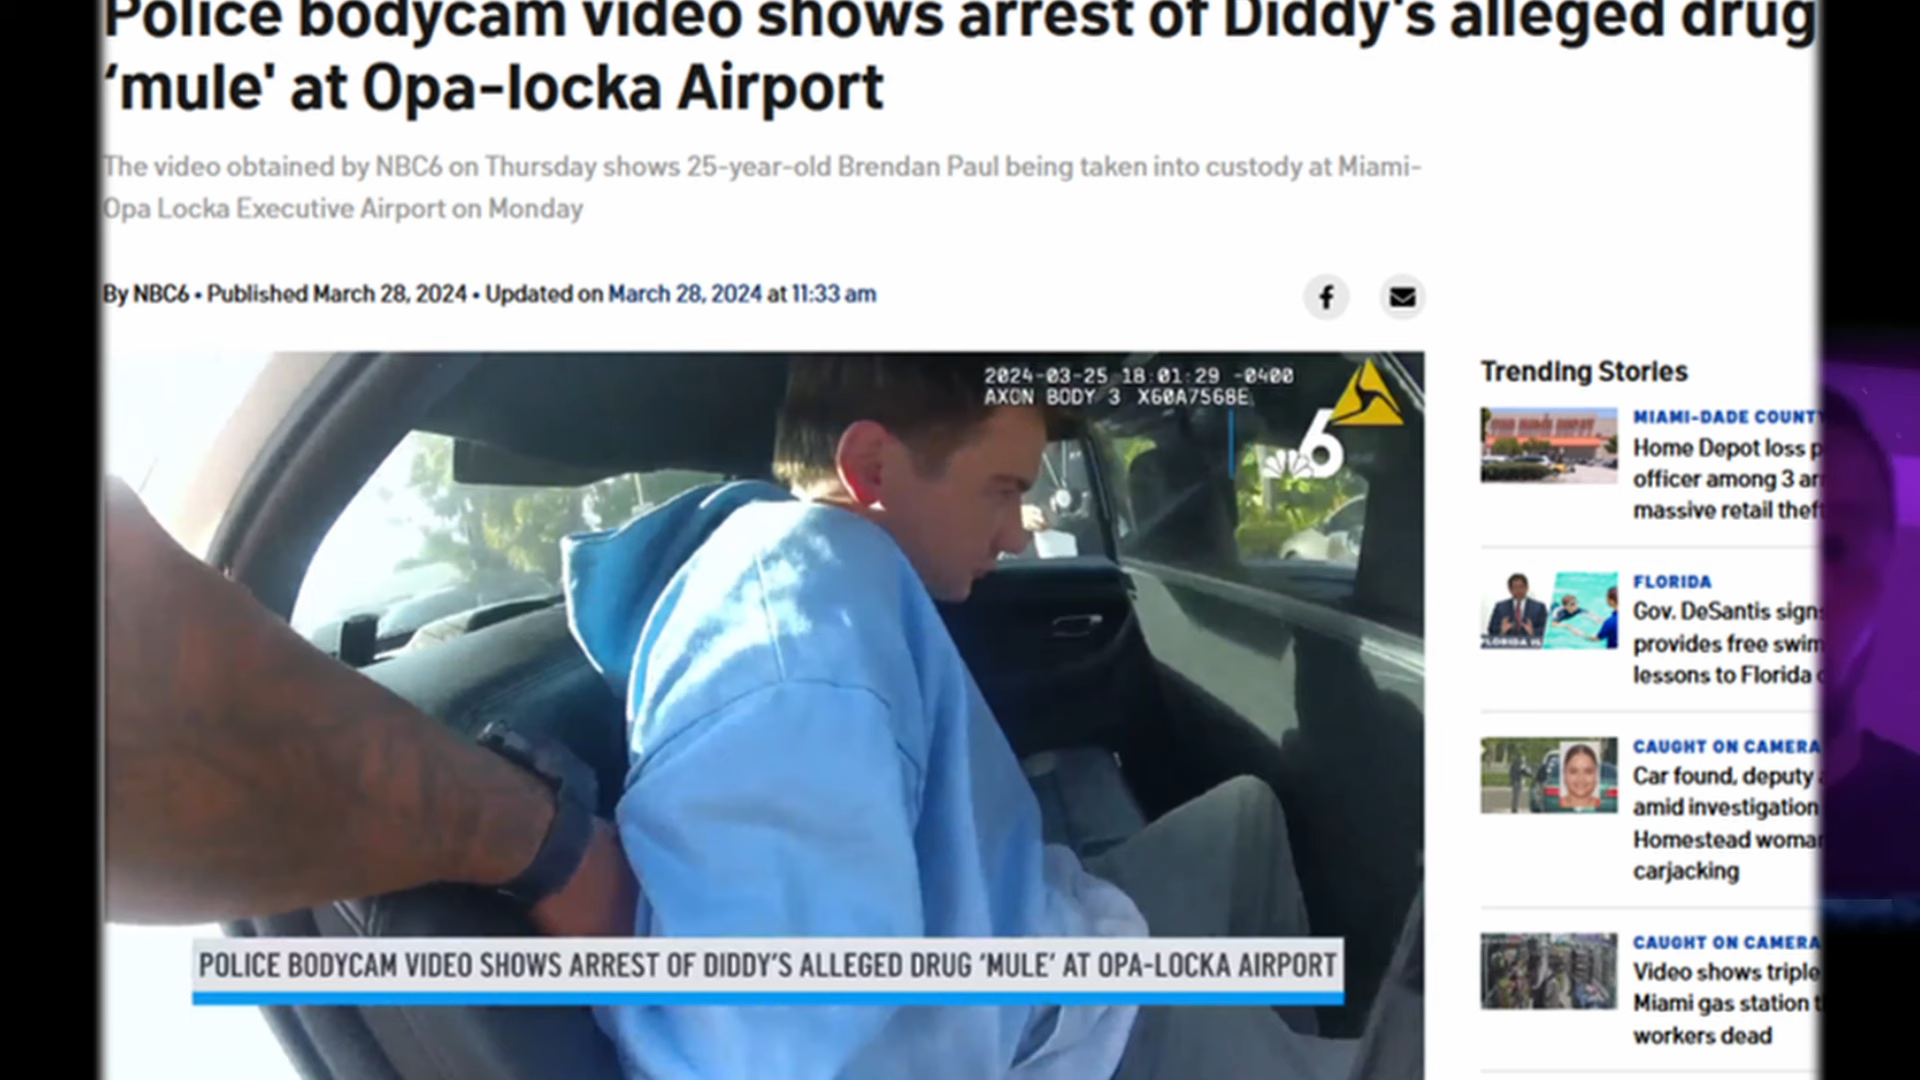 Police bodycam video shows arrest of Diddy's alleged drug
‘mule' at Opa-locka Airport
The video obtained by NBC6 on Thursday shows 25-year-old Brendan Paul being taken into custody at Miami-
Opa Locka Executive Airport on Monday
By NBC6 • Published March 28, 2024 • Updated on March 28, 2024 at 11:33 am
2024-03-25 18:01:29 -0400
AXON BODY 3 X60A7568E
6
POLICE BODYCAM VIDEO SHOWS ARREST OF DIDDY'S ALLEGED DRUG ‘MULE’ AT OPA-LOCKA AIRPORT
Trending Stories
MIAMI-DADE COUNTY
Home Depot loss
officer among 3
massive retail theft
FLORIDA
Gov. DeSantis signs
provides free swim
lessons to Florida
CAUGHT ON CAMERA
Car found, deputy
amid investigation
Homestead woman
carjacking
CAUGHT ON CAMERA
Video shows triple
Miami gas station
workers dead